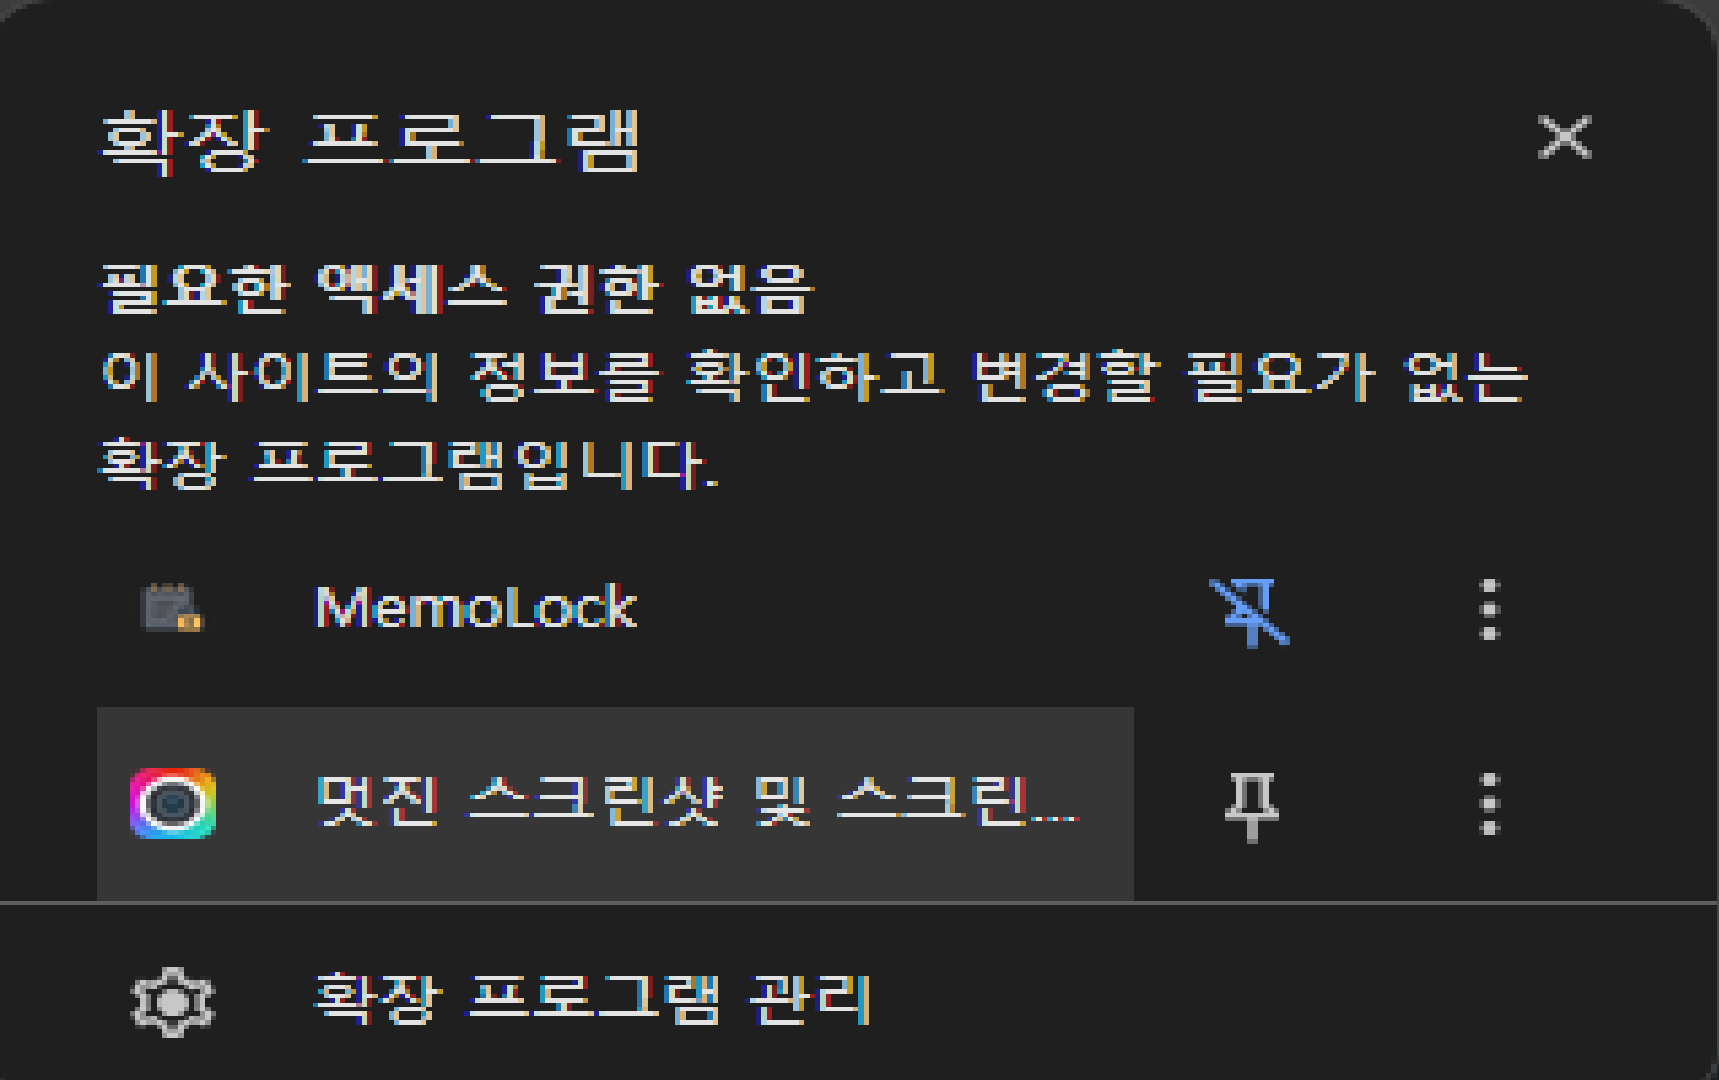 확장 프로그램
필요한 액세스 권한 없음
이 사이트의 정보를 확인하고 변경할 필요가 없는
확장 프로그램입니다.
MemoLock
멋진 스크린샷 및 스크린...
확장 프로그램 관리